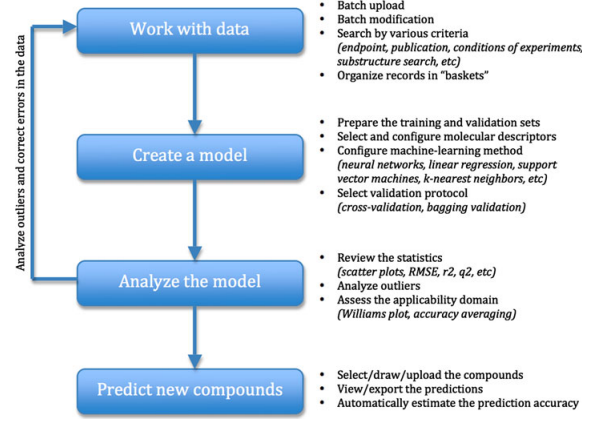 Analyze outliers and correct errors in the data
Work with data
• Batch upload
• Batch modification
• Search by various criteria
(endpoint, publication, conditions of experiments,
substructure search, etc)
• Organize records in “baskets”
Create a model
• Prepare the training and validation sets
• Select and configure molecular descriptors
• Configure machine-learning method
(neural networks, linear regression, support
vector machines, k-nearest neighbors, etc)
• Select validation protocol
(cross-validation, bagging validation)
Analyze the model
• Review the statistics
(scatter plots, RMSE, r2, q2, etc)
• Analyze outliers
• Assess the applicability domain
(Williams plot, accuracy averaging)
Predict new compounds
• Select/draw/upload the compounds
• View/export the predictions
• Automatically estimate the prediction accuracy